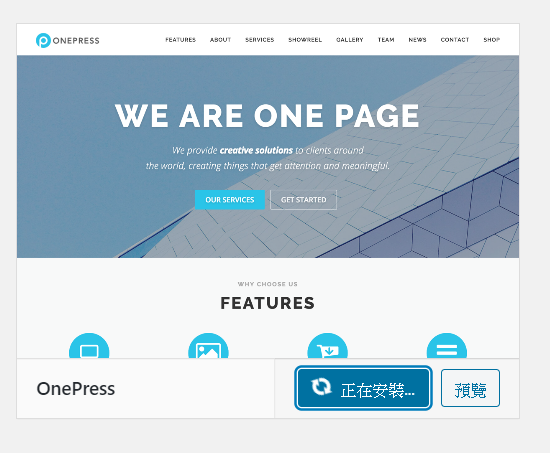 ONEPRESS
FEATURES ABOUT SERVICES SHOWREEL GALLERY TEAM NEWS CONTACT SHOP
WE ARE ONE PAGE
We provide creative solutions to clients around
the world, creating things that get attention and meaningful.
OUR SERVICES GET STARTED
WHY CHOOSE US
FEATURES
OnePress 正在安裝... 預覽